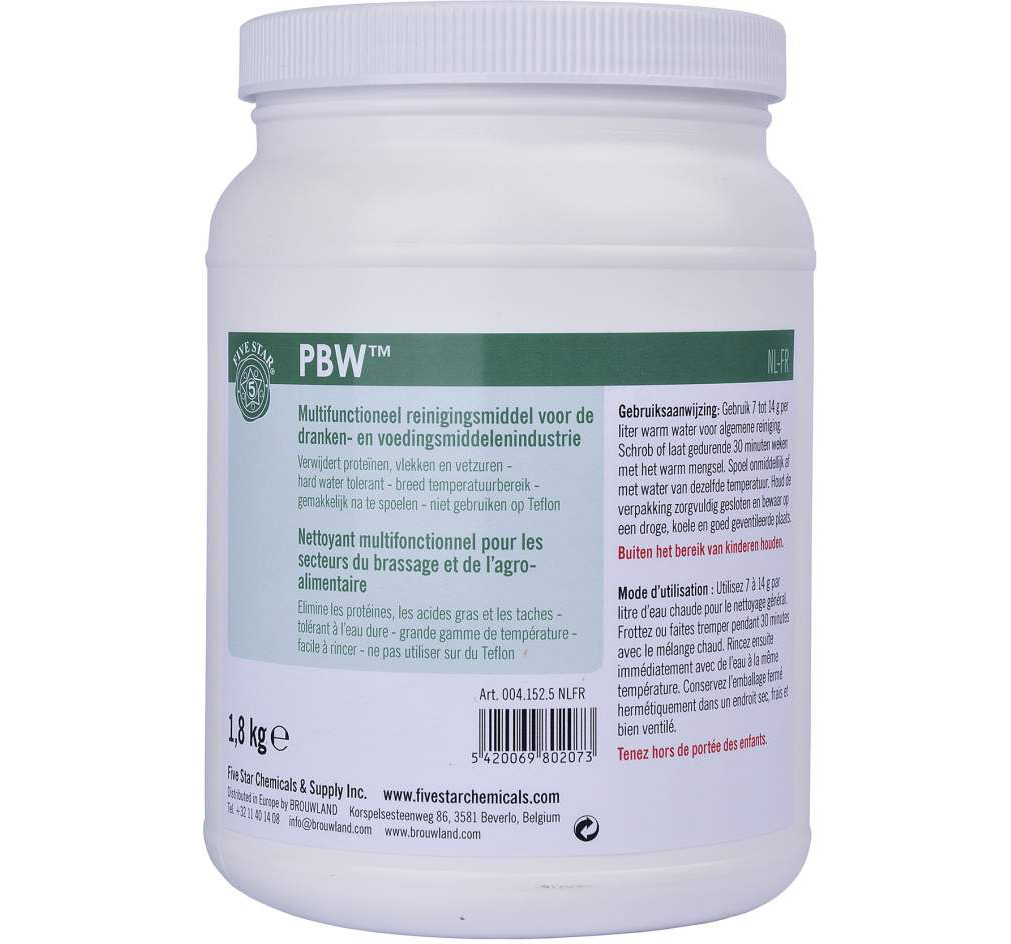 FIVE STAR®
5
PBW™
NL-FR
Multifunctioneel reinigingsmiddel voor de
dranken- en voedingsmiddelenindustrie
Verwijdert proteïnen, vlekken en vetzuren -
hard water tolerant - breed temperatuurbereik -
gemakkelijk na te spoelen - niet gebruiken op Teflon
Nettoyant multifonctionnel pour les
secteurs du brassage et de l'agro-
alimentaire
Elimine les protéines, les acides gras et les taches -
tolérant à l'eau dure - grande gamme de température -
facile à rincer - ne pas utiliser sur du Teflon
Gebruiksaanwijzing: Gebruik 7 tot 14 g per
liter warm water voor algemene reiniging.
Schrob of laat gedurende 30 minuten weken
met het warm mengsel. Spoel onmiddellijk af
met water van dezelfde temperatuur. Houd de
verpakking zorgvuldig gesloten en bewaar op
een droge, koele en goed geventileerde plaats.
Buiten het bereik van kinderen houden.
Mode d'utilisation : Utilisez 7 à 14 g par
litre d'eau chaude pour le nettoyage général.
Frottez ou faites tremper pendant 30 minutes
avec le mélange chaud. Rincez ensuite
immédiatement avec de l'eau à la même
température. Conservez l'emballage fermé
hermétiquement dans un endroit sec, frais et
bien ventilé.
Tenez hors de portée des enfants.
Art. 004.152.5 NLFR
5 420069 802073
1,8 kg ℮
Five Star Chemicals & Supply Inc. www.fivestarchemicals.com
Distributed in Europe by BROUWLAND Korspelsesteenweg 86, 3581 Beverlo, Belgium
Tel. +32 11 40 14 08 info@brouwland.com www.brouwland.com